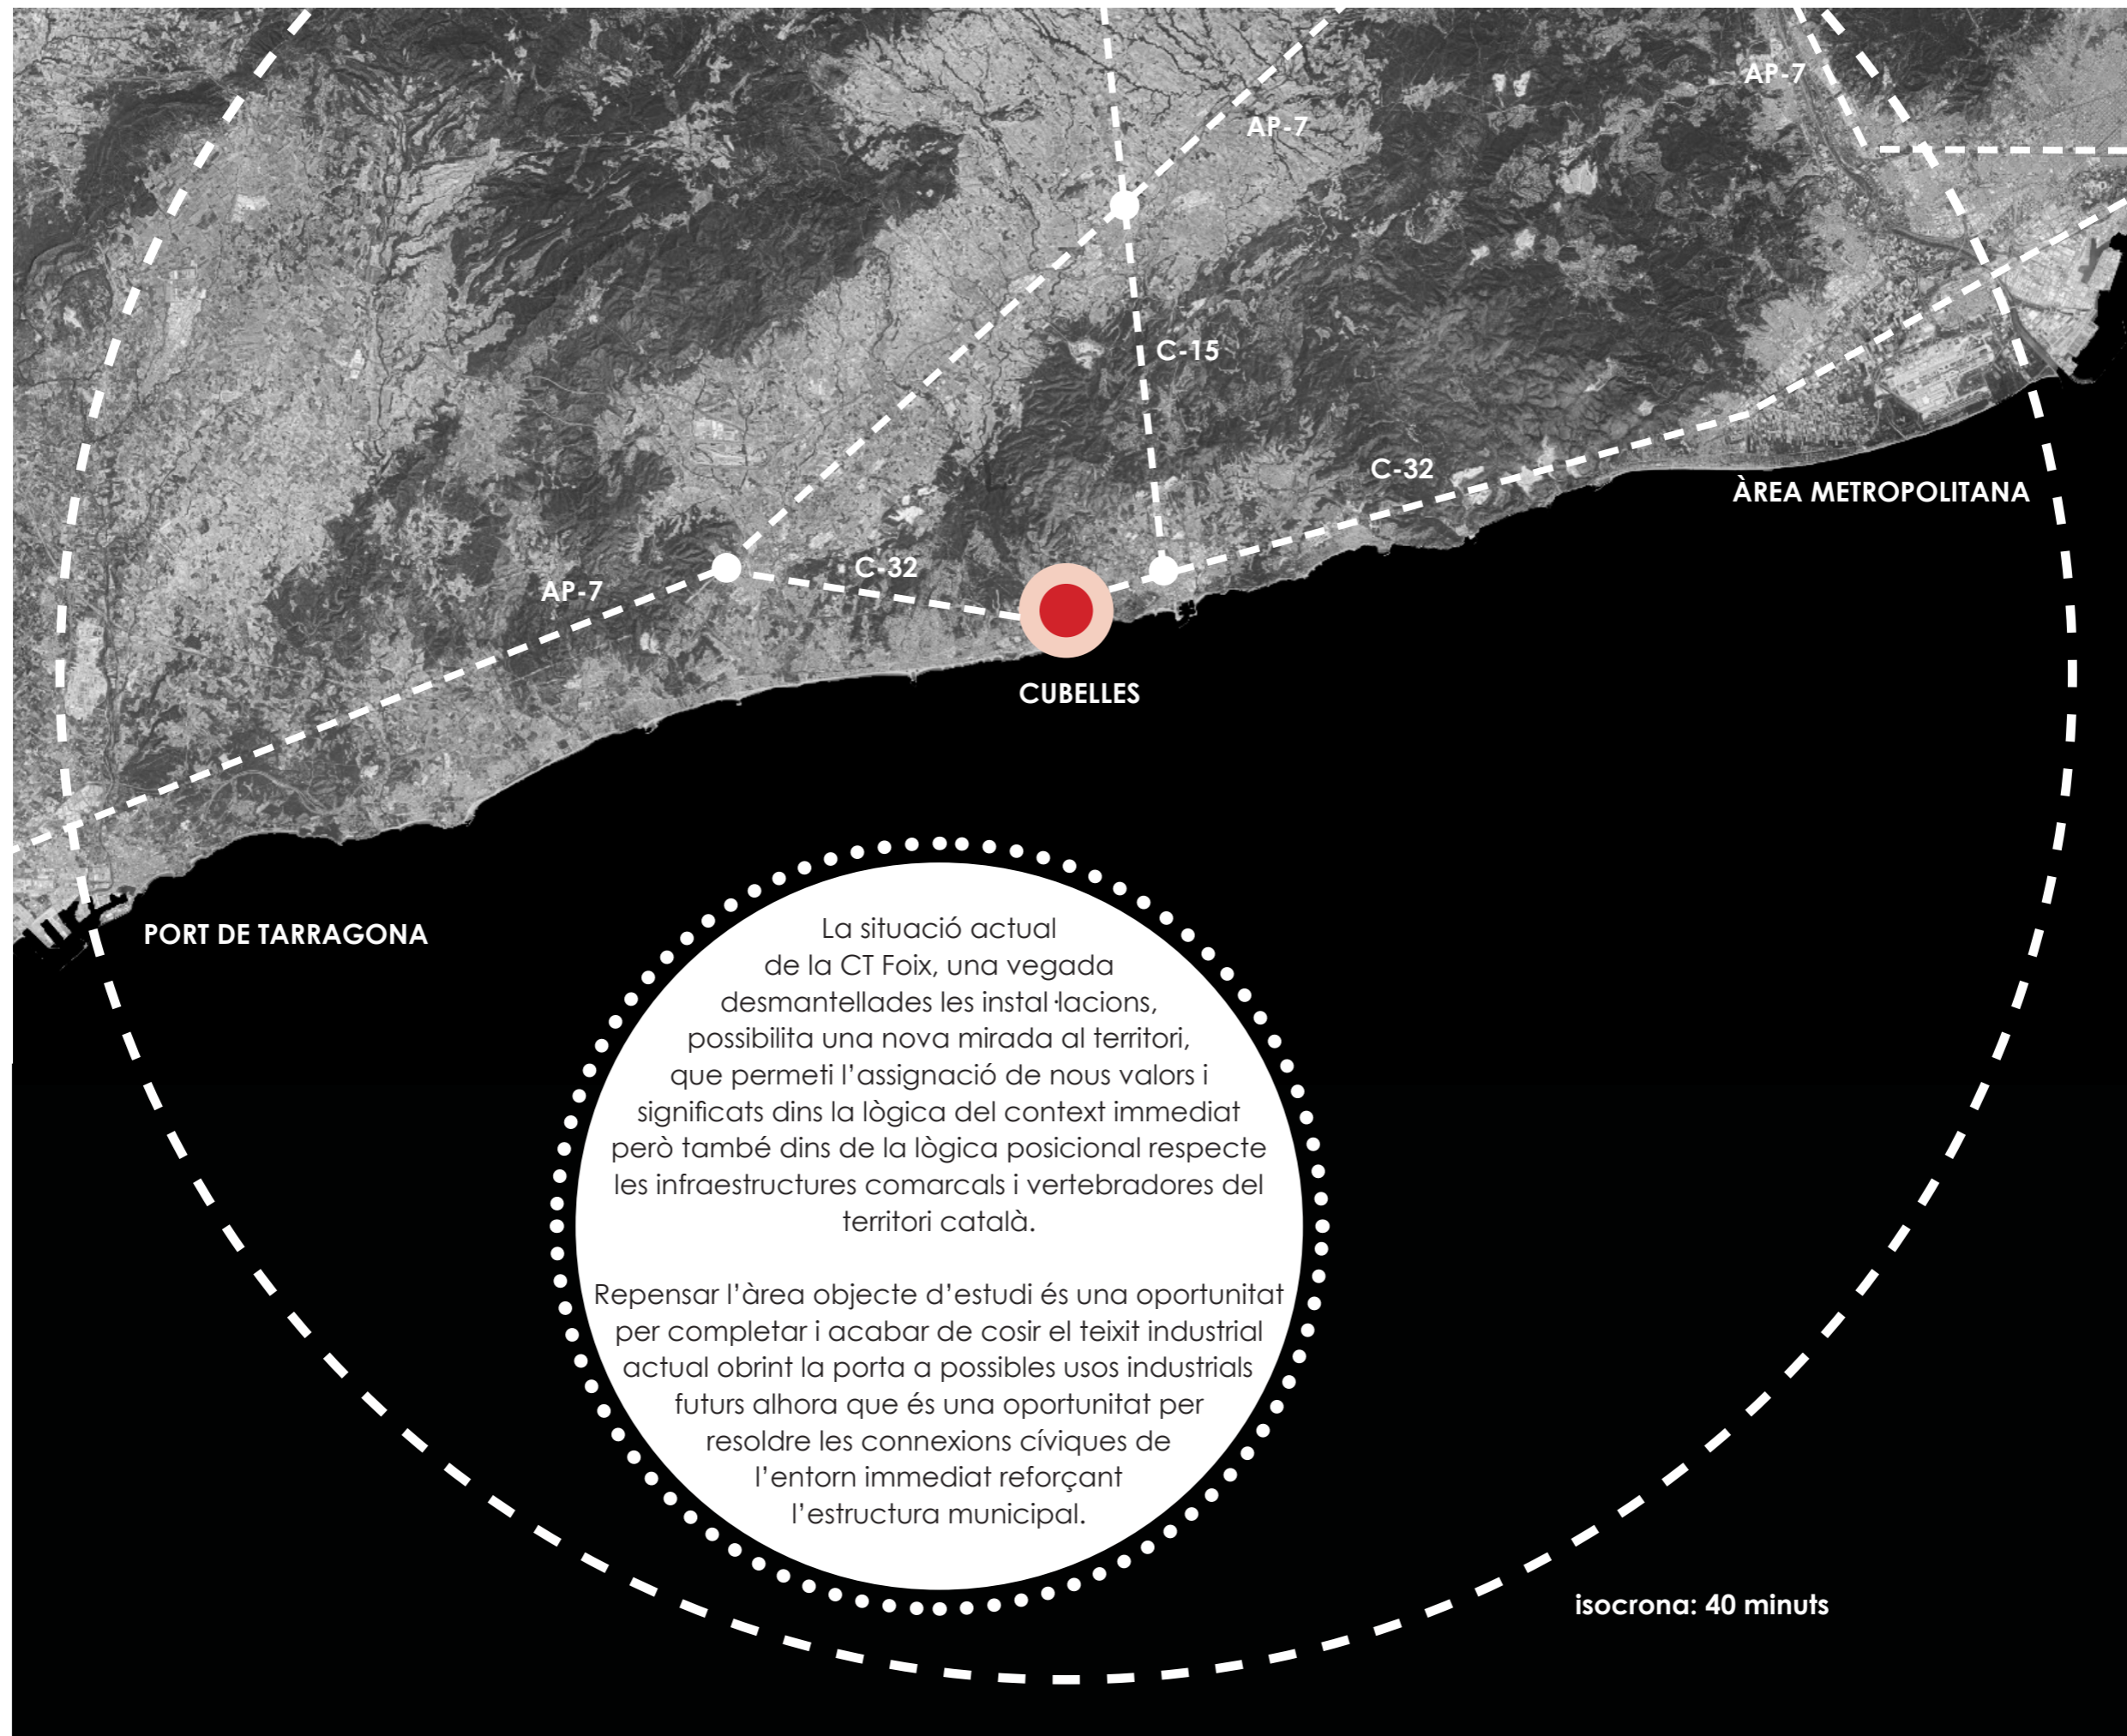 AP-7
AP-7
C-15
C-32
ÀREA METROPOLITANA
C-32
AP-7
CUBELLES
PORT DE TARRAGONA
La situació actual
de la CT Foix, una vegada
desmantellades les instal·lacions,
possibilita una nova mirada al territori,
que permeti l'assignació de nous valors i
significats dins la lògica del context immediat
però també dins de la lògica posicional respecte
les infraestructures comarcals i vertebradores del
territori català.
Repensar l'àrea objecte d'estudi és una oportunitat
per completar i acabar de cosir el teixit industrial
actual obrint la porta a possibles usos industrials
futurs alhora que és una oportunitat per
resoldre les connexions cíviques de
l'entorn immediat reforçant
l'estructura municipal.
isocrona: 40 minuts